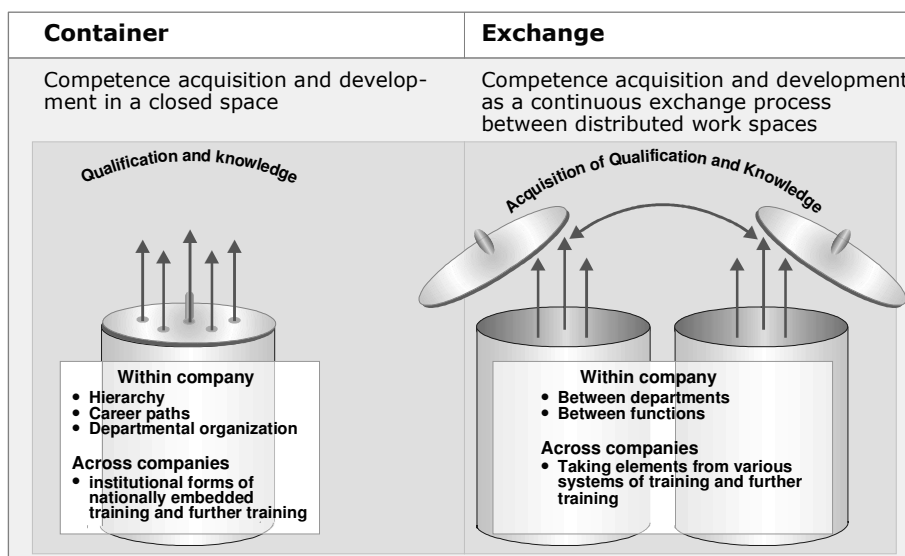 Container
Exchange
Competence acquisition and develop-
ment in a closed space
Competence acquisition and development
as a continuous exchange process
between distributed work spaces
Qualification and knowledge
Acquisition of Qualification and Knowledge
Within company
• Hierarchy
• Career paths
• Departmental organization
Across companies
• institutional forms of
nationally embedded
training and further training
Within company
• Between departments
• Between functions
Across companies
• Taking elements from various
systems of training and further
training